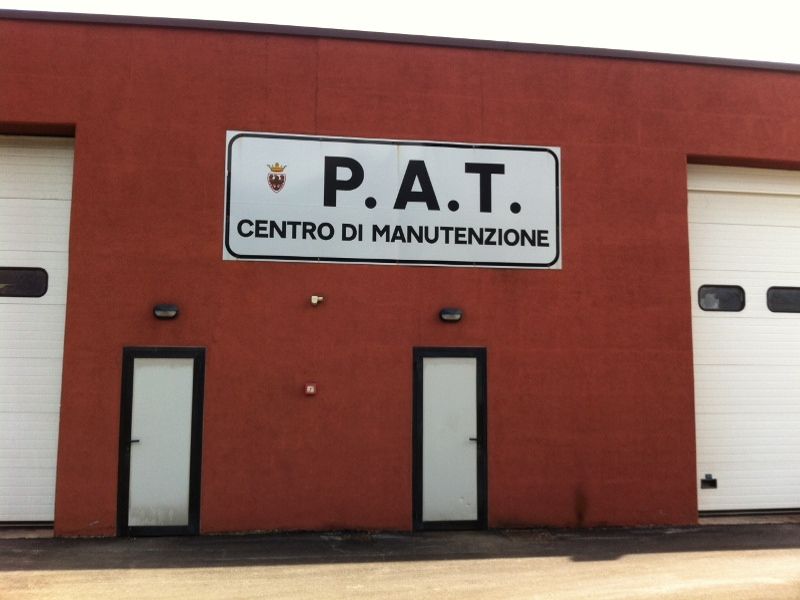 P.A.T.
CENTRO DI MANUTENZIONE